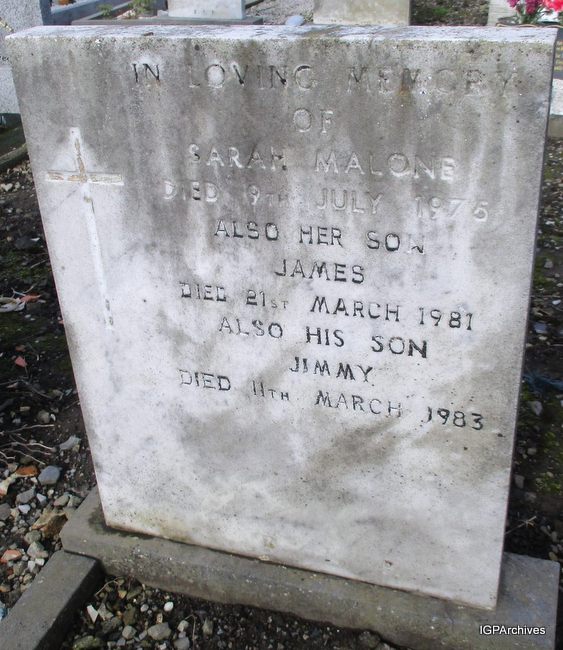 IN LOVING MEMORY
OF
SARAH MALONE
DIED 9TH JULY 1975
ALSO HER SON
JAMES
DIED 21ST MARCH 1981
ALSO HIS SON
JIMMY
DIED 11TH MARCH 1983
IGPArchives